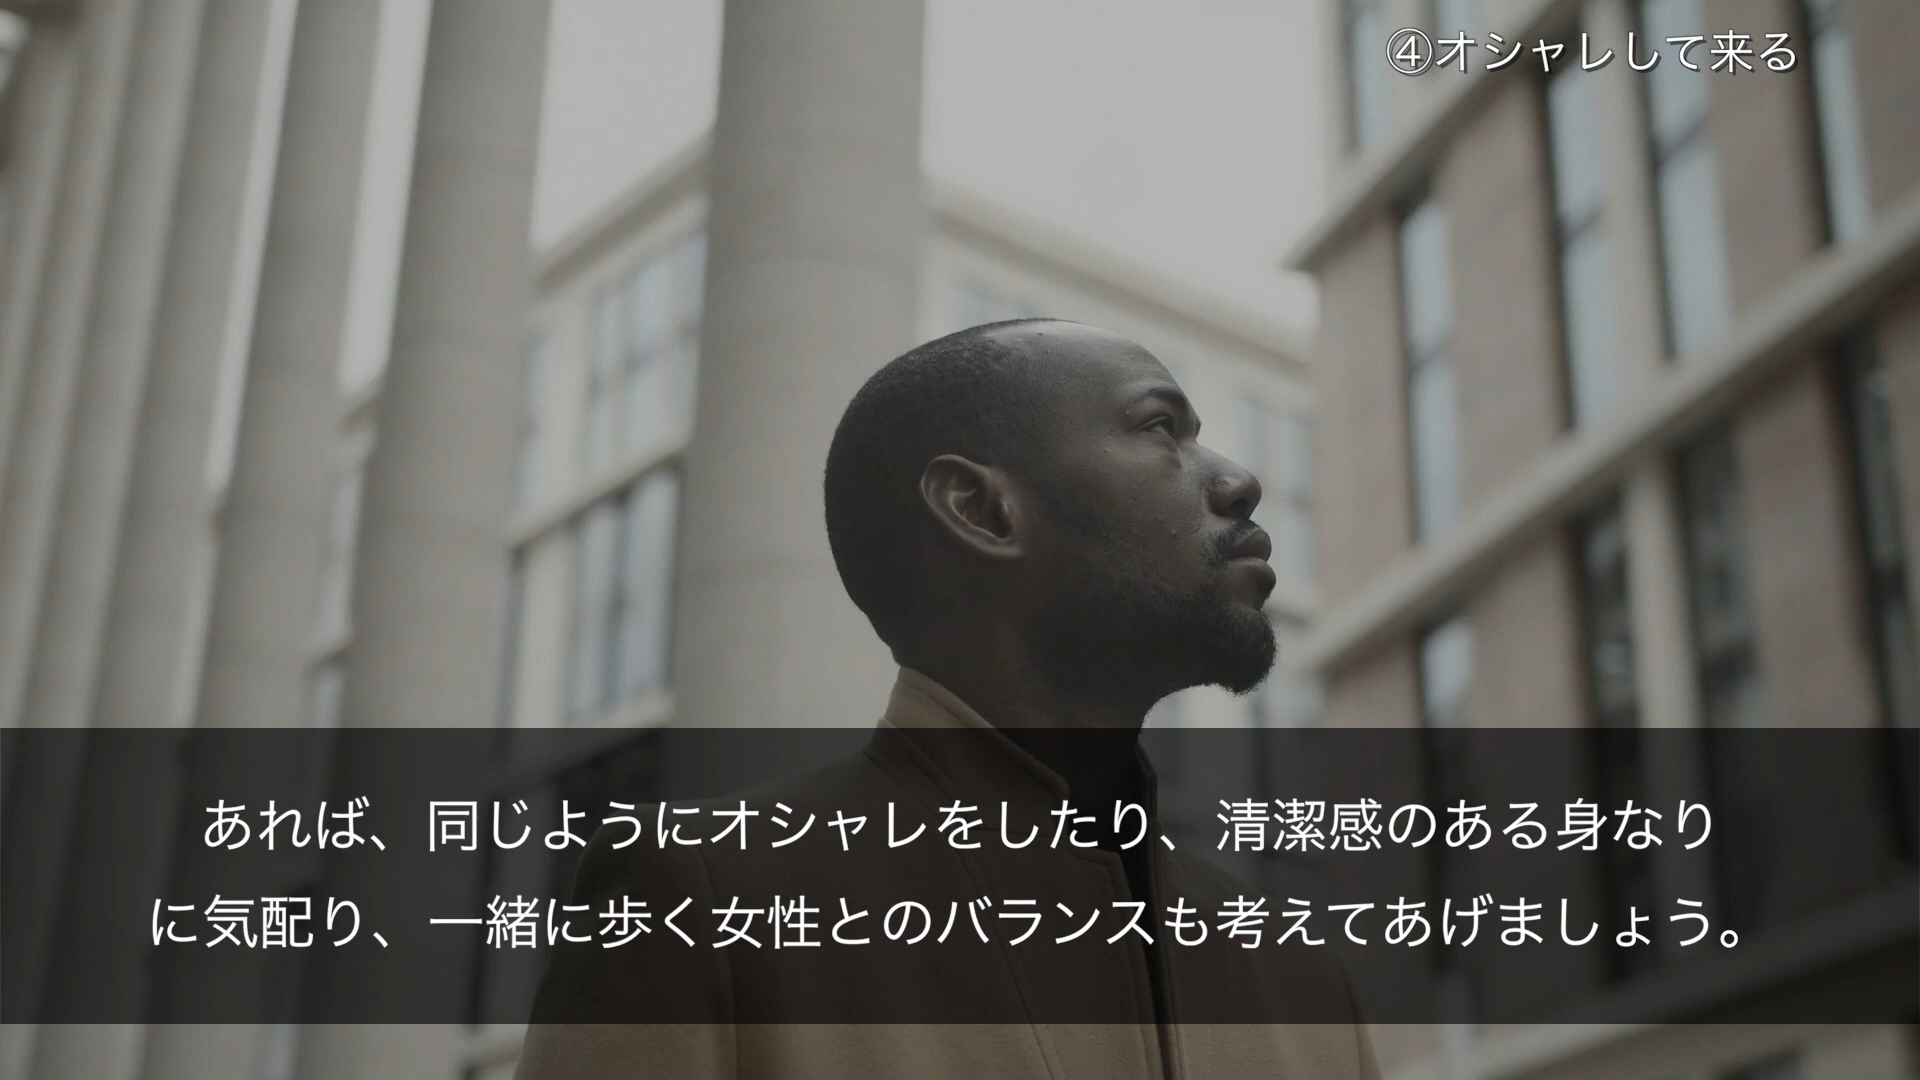 ④オシャレして来る
あれば、同じようにオシャレをしたり、清潔感のある身なり
に気配り、一緒に歩く女性とのバランスも考えてあげましょう。